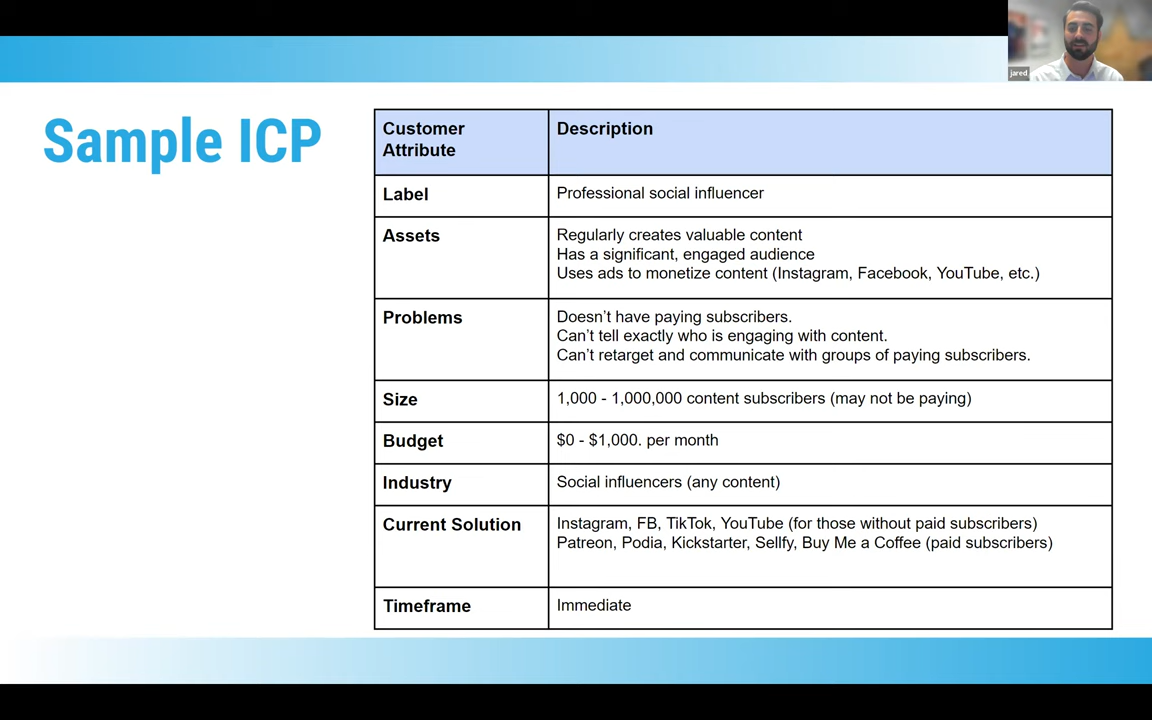 jared
Sample ICP
Customer
Attribute
Description
Label
Professional social influencer
Assets
Regularly creates valuable content
Has a significant, engaged audience
Uses ads to monetize content (Instagram, Facebook, YouTube, etc.)
Problems
Doesn’t have paying subscribers.
Can’t tell exactly who is engaging with content.
Can’t retarget and communicate with groups of paying subscribers.
Size
1,000 - 1,000,000 content subscribers (may not be paying)
Budget
$0 - $1,000. per month
Industry
Social influencers (any content)
Current Solution
Instagram, FB, TikTok, YouTube (for those without paid subscribers)
Patreon, Podia, Kickstarter, Sellfy, Buy Me a Coffee (paid subscribers)
Timeframe
Immediate